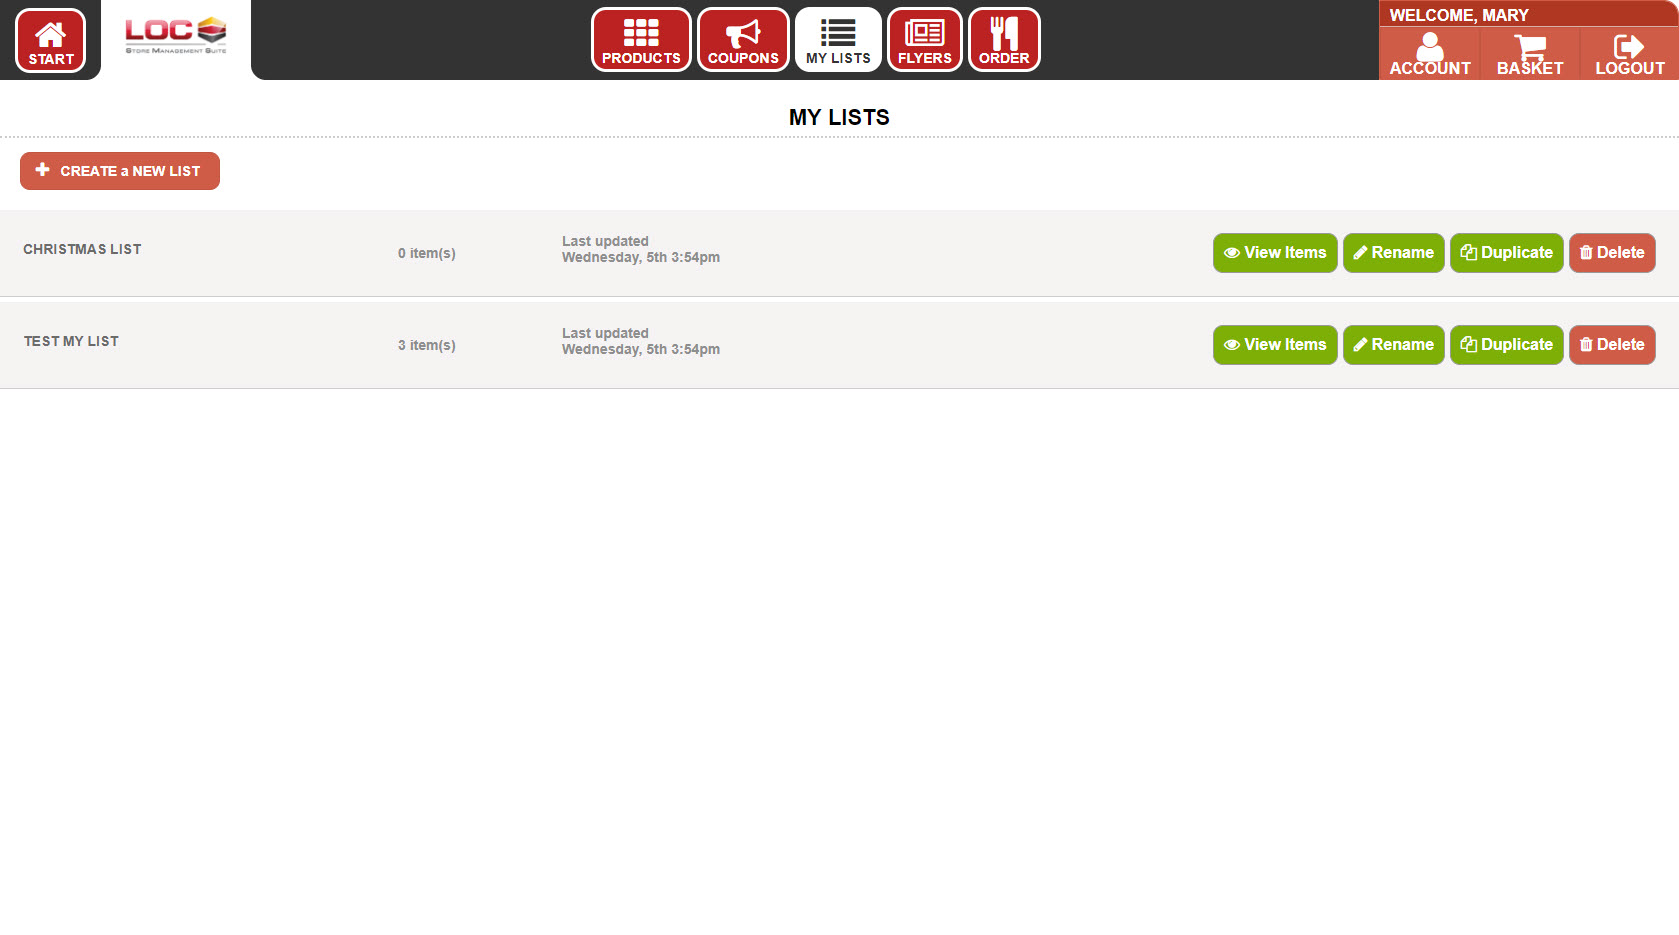 START
LOC
STORE MANAGEMENT SUITE
PRODUCTS
COUPONS
MY LISTS
FLYERS
ORDER
WELCOME, MARY
ACCOUNT
BASKET
LOGOUT
MY LISTS
CREATE a NEW LIST
CHRISTMAS LIST
0 item(s)
Last updated
Wednesday, 5th 3:54pm
View Items
Rename
Duplicate
Delete
TEST MY LIST
3 item(s)
Last updated
Wednesday, 5th 3:54pm
View Items
Rename
Duplicate
Delete